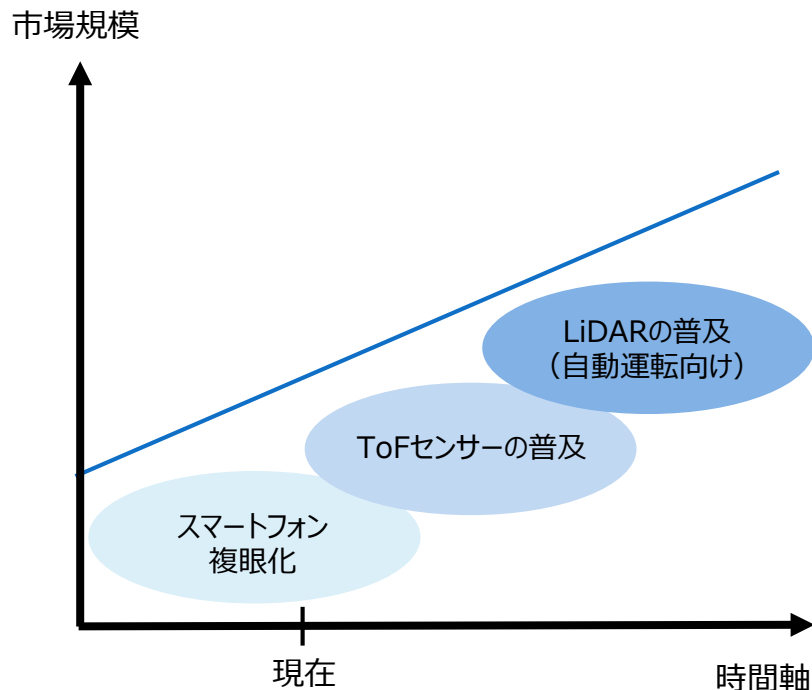 市場規模
LiDARの普及
（自動運転向け）
ToFセンサーの普及
スマートフォン
複眼化
現在
時間軸